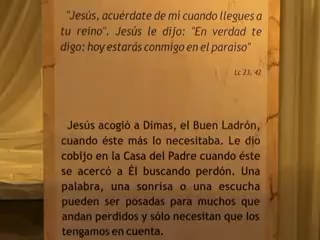 "Jesús, acuérdate de mi cuando llegues a
tu reino". Jesús le dijo: "En verdad te
digo: hoy estarás conmigo en el paraíso"
Lc 23, 42
Jesús acogió a Dimas, el Buen Ladrón,
cuando éste más lo necesitaba. Le dio
cobijo en la Casa del Padre cuando éste
se acercó a Él buscando perdón. Una
palabra, una sonrisa o una escucha
pueden ser posadas para muchos que
andan perdidos y sólo necesitan que los
tengamos en cuenta.